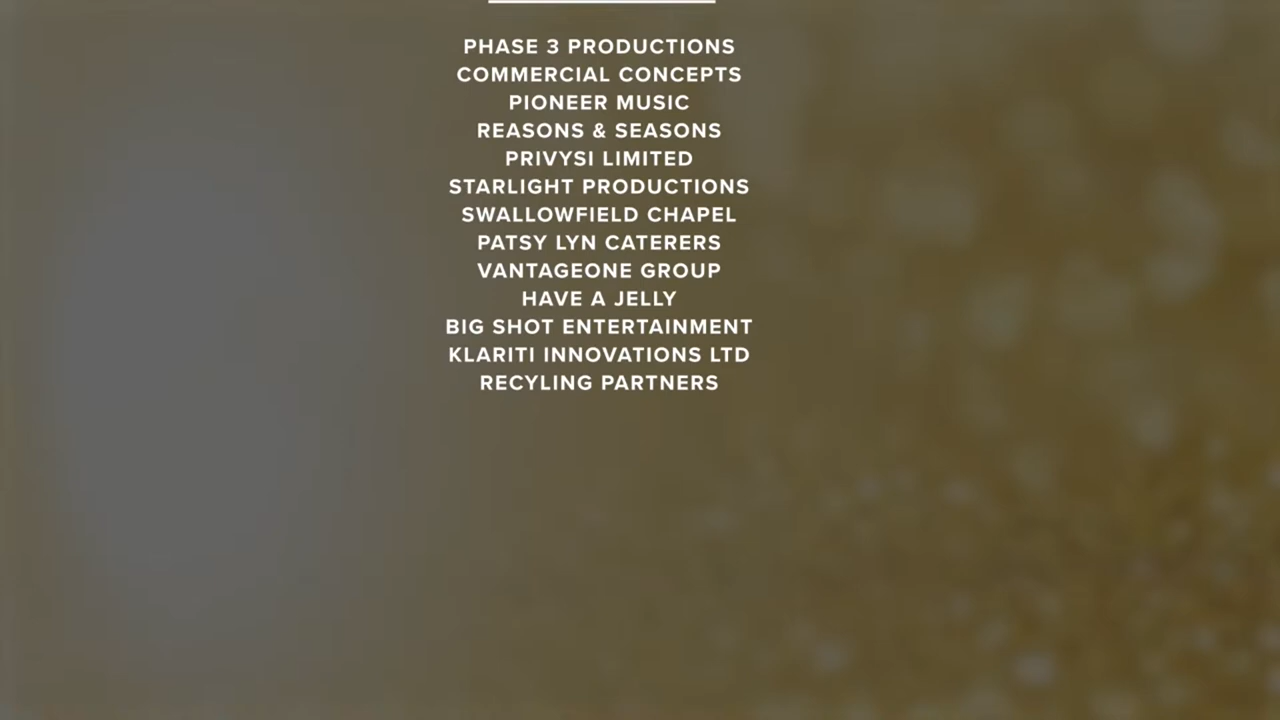 PHASE 3 PRODUCTIONS
COMMERCIAL CONCEPTS
PIONEER MUSIC
REASONS & SEASONS
PRIVYSI LIMITED
STARLIGHT PRODUCTIONS
SWALLOWFIELD CHAPEL
PATSY LYN CATERERS
VANTAGEONE GROUP
HAVE A JELLY
BIG SHOT ENTERTAINMENT
KLARITI INNOVATIONS LTD
RECYLING PARTNERS